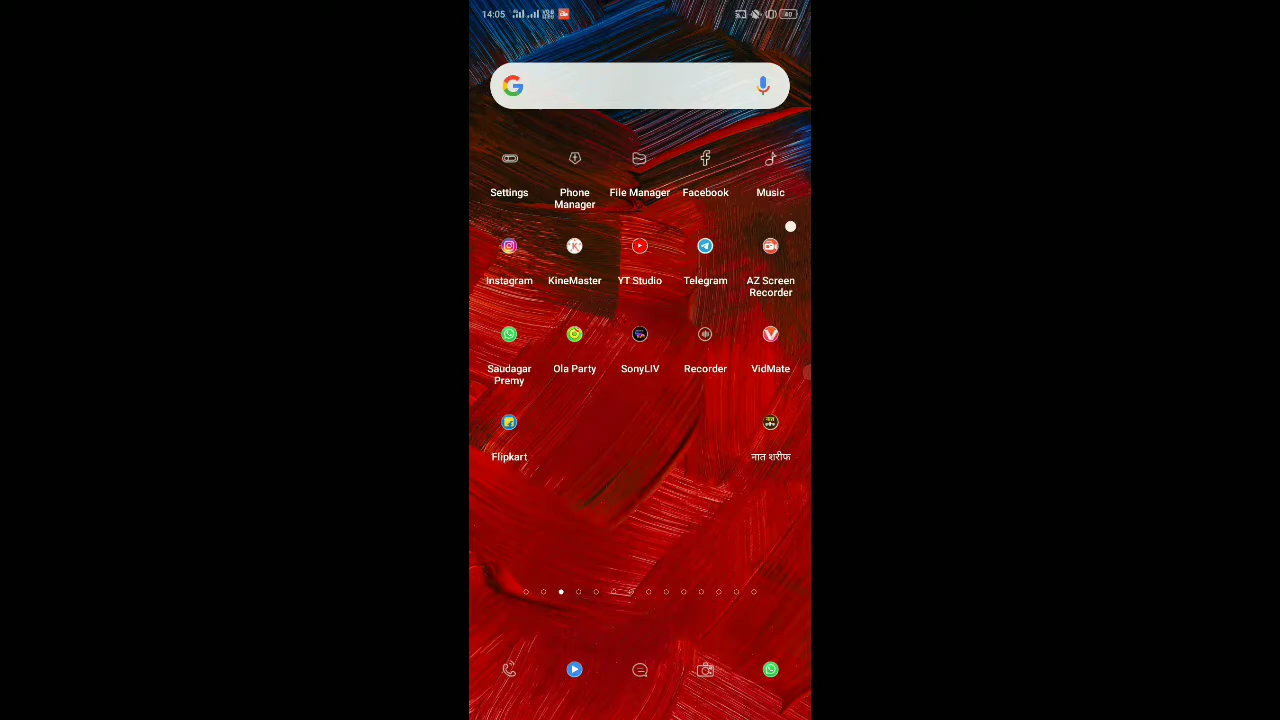 14:05
40
Settings
Phone
Manager
File Manager
Facebook
Music
Instagram
KineMaster
YT Studio
Telegram
AZ Screen
Recorder
Saudagar
Premy
Ola Party
SonyLIV
Recorder
VidMate
Flipkart
नात शरीफ